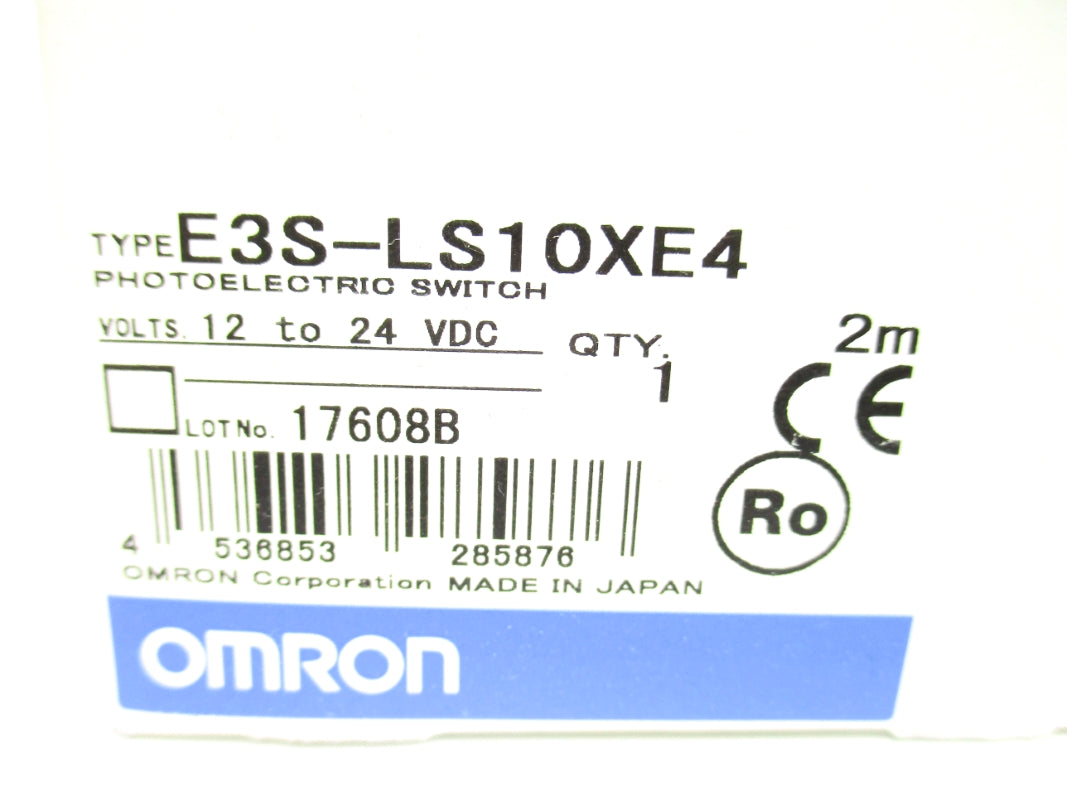 TYPE E3S-LS10XE4
PHOTOELECTRIC SWITCH
VOLTS. 12 to 24 VDC
QTY. 1
2m
CE
LOT No. 17608B
Ro
4 536853 285876
OMRON Corporation MADE IN JAPAN
OMRON